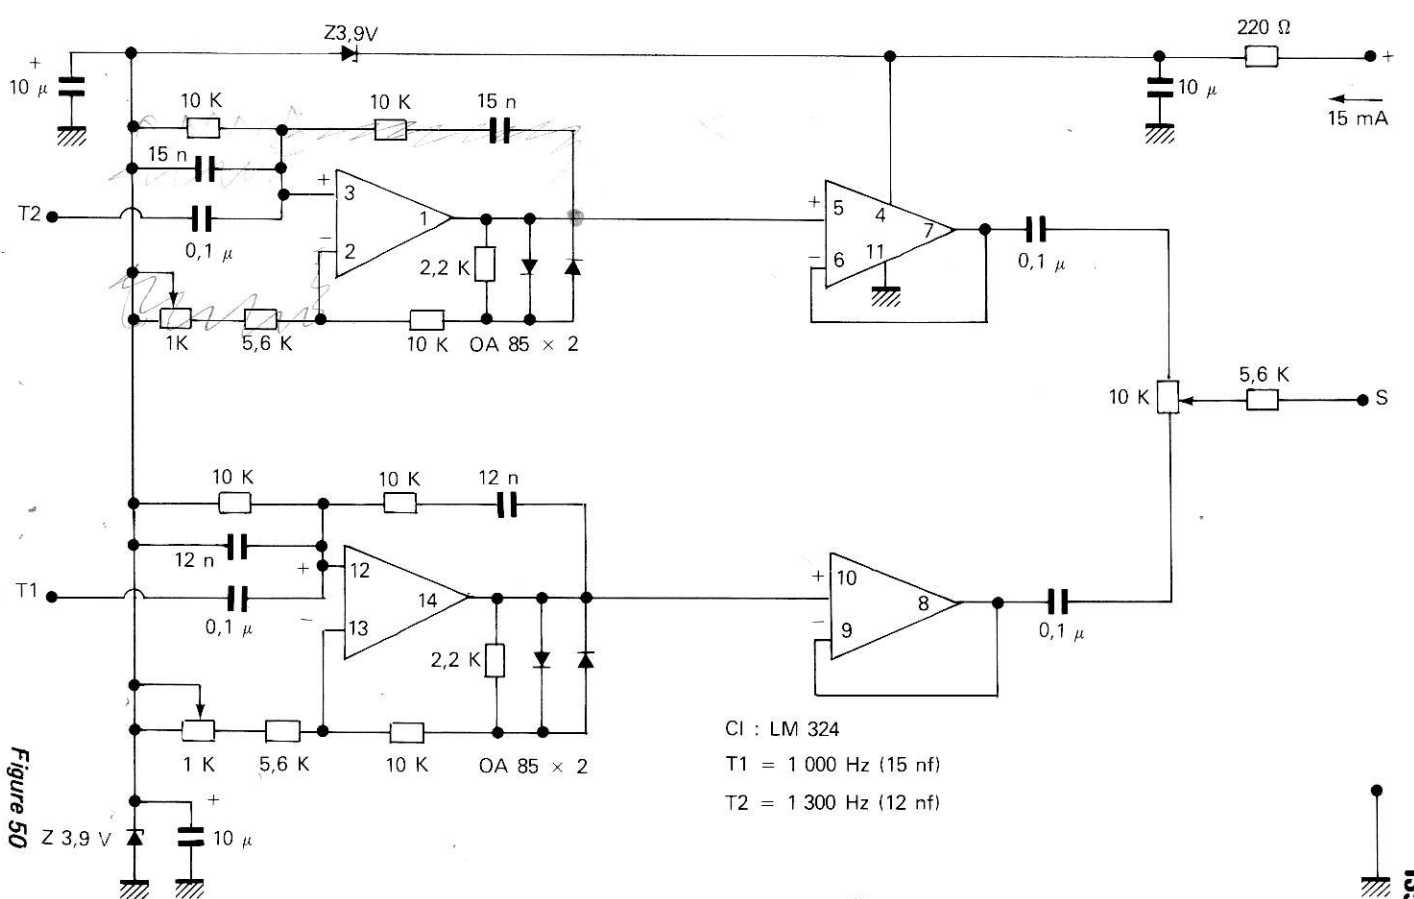 Z3,9V
220 Ω
+
10 μ
10 K
10 K
15 n
10 μ
+
15 mA
15 n
+
3
T2
0,1 μ
1
–
2
2,2 K
+
5
4
7
–
6
11
0,1 μ
1K
5,6 K
10 K
OA 85 × 2
10 K
5,6 K
S
10 K
10 K
12 n
12 n
+
12
T1
0,1 μ
14
–
13
2,2 K
+
10
8
–
9
0,1 μ
1 K
5,6 K
10 K
OA 85 × 2
CI : LM 324
T1 = 1 000 Hz (15 nf)
T2 = 1 300 Hz (12 nf)
+
Z 3,9 V
10 μ
Figure 50